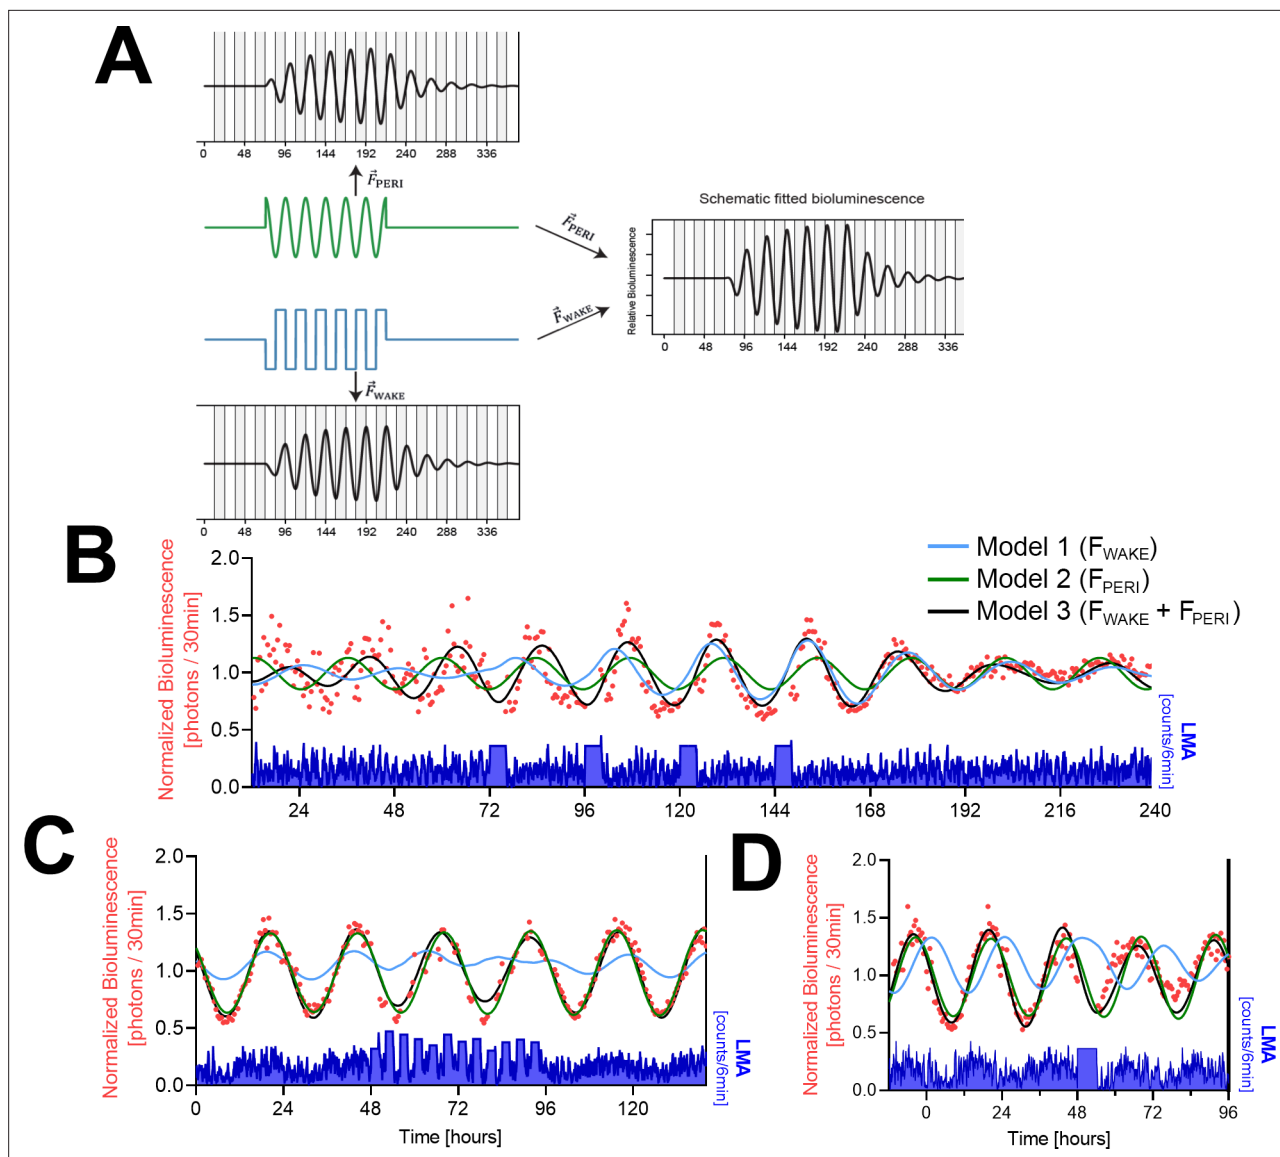 A
0 48 96 144 192 240 288 336
F⃗PERI
F⃗PERI
F⃗WAKE
F⃗WAKE
Schematic fitted bioluminescence
Relative Bioluminescence
0 48 96 144 192 240 288 336
0 48 96 144 192 240 288 336
B
Model 1 (FWAKE)
Model 2 (FPERI)
Model 3 (FWAKE + FPERI)
Normalized Bioluminescence
[photons / 30min]
2.0
1.5
1.0
0.5
0.0
24 48 72 96 120 144 168 192 216 240
LMA
[counts/6min]
C
Normalized Bioluminescence
[photons / 30min]
2.0
1.5
1.0
0.5
0.0
0 24 48 72 96 120
Time [hours]
LMA
[counts/6min]
D
Normalized Bioluminescence
[photons / 30min]
2.0
1.5
1.0
0.5
0.0
0 24 48 72 96
Time [hours]
LMA
[counts/6min]